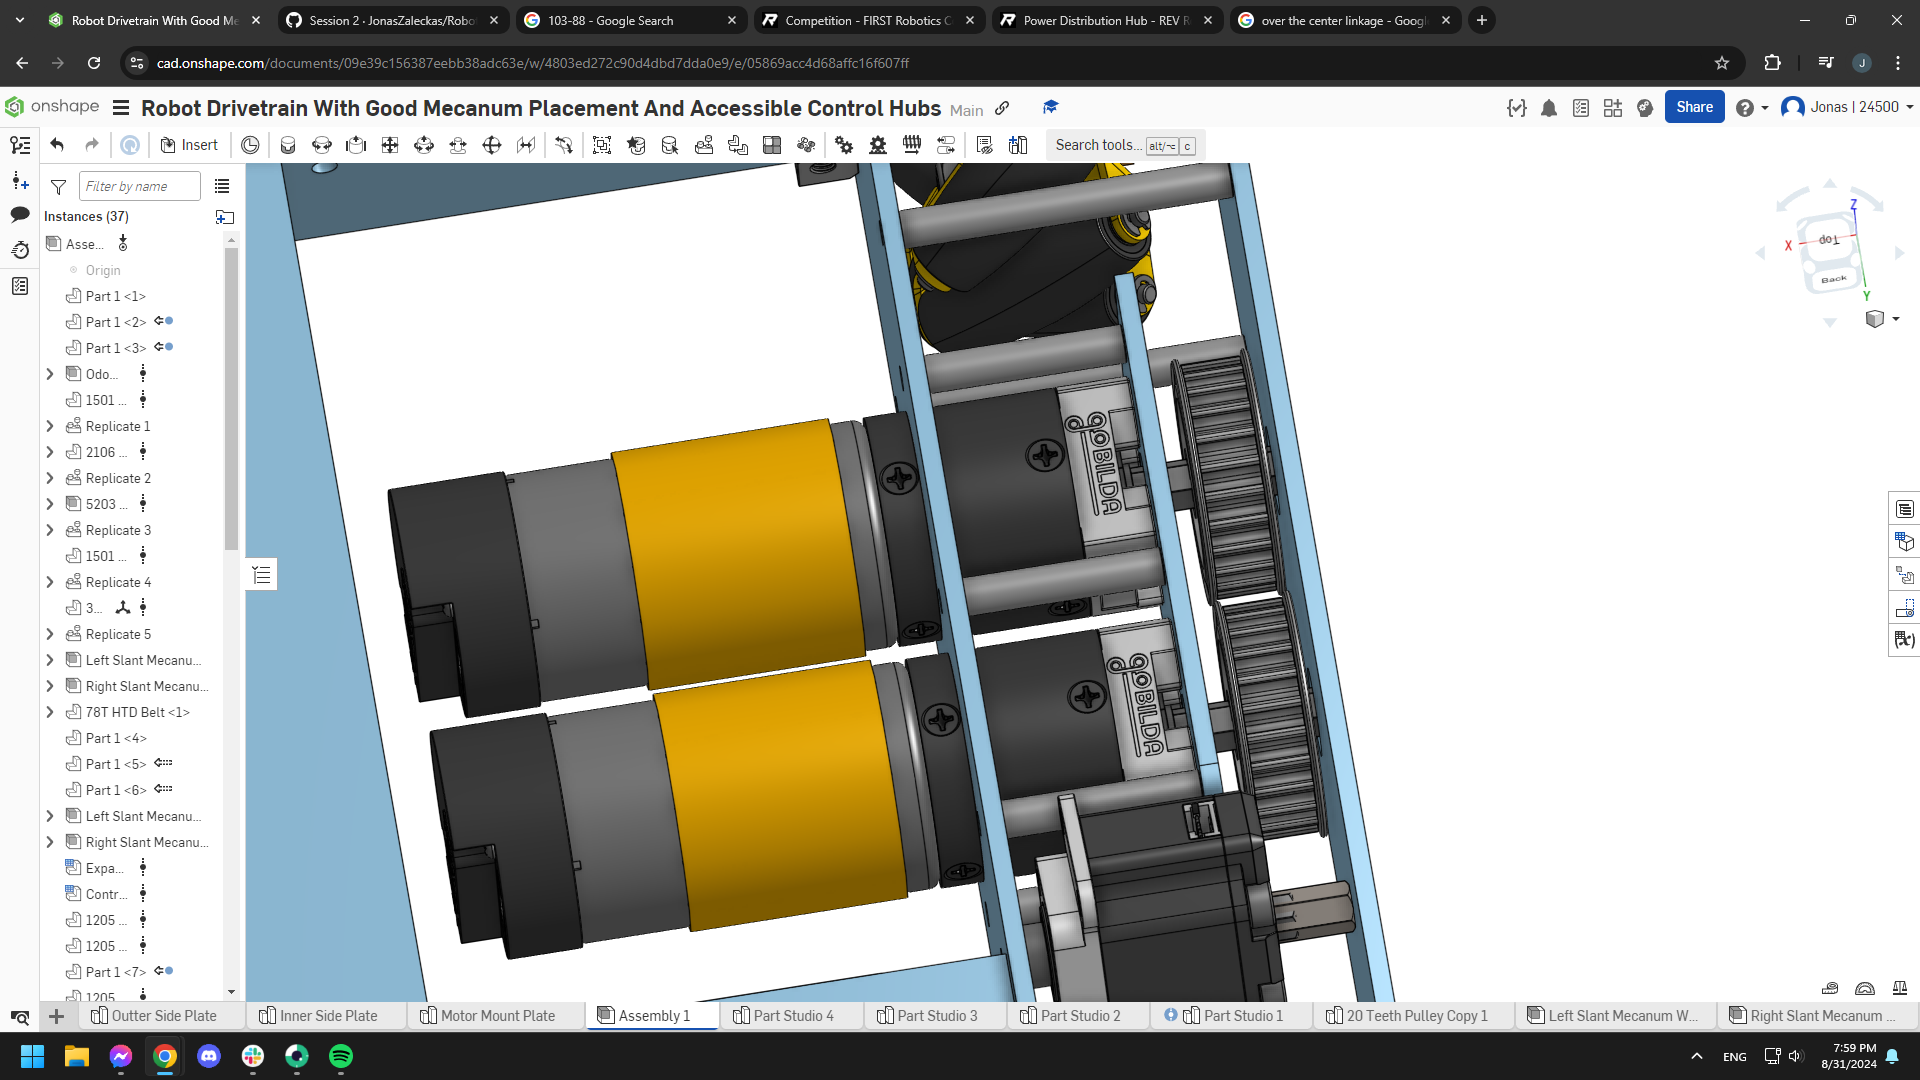 Robot Drivetrain With Good Me
Session 2 · JonasZaleckas/Robo
103-88 - Google Search
Competition - FIRST Robotics C
Power Distribution Hub - REV R
over the center linkage - Googl
cad.onshape.com/documents/09e39c156387eebb38adc63e/w/4803ed272c90d4dbd7dda0e9/e/05869acc4d68affc16f607ff
J
onshape
Robot Drivetrain With Good Mecanum Placement And Accessible Control Hubs
Main
Share
Jonas | 24500
Insert
Search tools...
alt/⌥
c
Filter by name
Instances (37)
Asse...
Origin
Part 1 <1>
Part 1 <2>
Part 1 <3>
Odo...
1501 ...
Replicate 1
2106 ...
Replicate 2
5203 ...
Replicate 3
1501 ...
Replicate 4
3...
Replicate 5
Left Slant Mecanu...
Right Slant Mecanu...
78T HTD Belt <1>
Part 1 <4>
Part 1 <5>
Part 1 <6>
Left Slant Mecanu...
Right Slant Mecanu...
Expa...
Contr...
1205 ...
1205 ...
Part 1 <7>
1205
goBILDA
goBILDA
Z
X
Top
Back
Y
Outter Side Plate
Inner Side Plate
Motor Mount Plate
Assembly 1
Part Studio 4
Part Studio 3
Part Studio 2
Part Studio 1
20 Teeth Pulley Copy 1
Left Slant Mecanum W...
Right Slant Mecanum ...
ENG
7:59 PM
8/31/2024